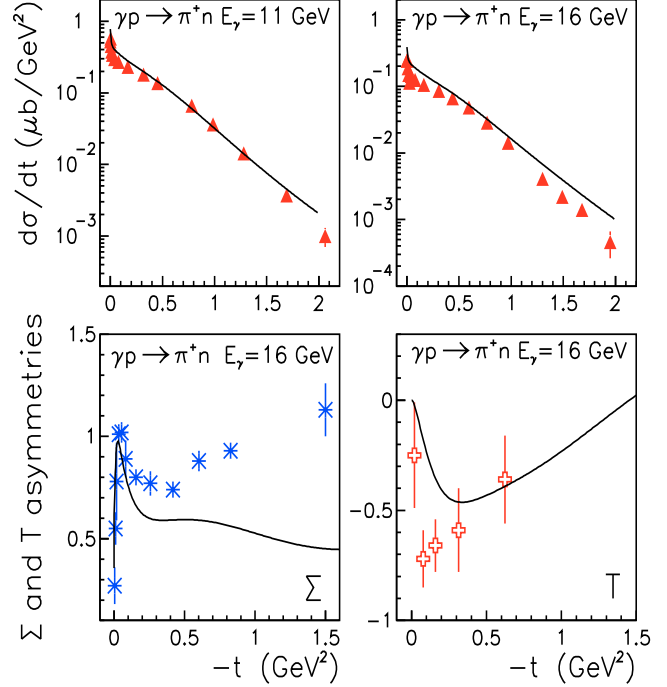 γp → π⁺n E_γ=11 GeV
γp → π⁺n E_γ=16 GeV
dσ/dt (μb/GeV²)
1
10⁻¹
10⁻²
10⁻³
0 0.5 1 1.5 2
1
10⁻¹
10⁻²
10⁻³
10⁻⁴
0 0.5 1 1.5 2
γp → π⁺n E_γ=16 GeV
γp → π⁺n E_γ=16 GeV
Σ and T asymmetries
1.5
1
0.5
Σ
0 0.5 1 1.5
-t (GeV²)
0
-0.5
-1
T
0 0.5 1 1.5
-t (GeV²)